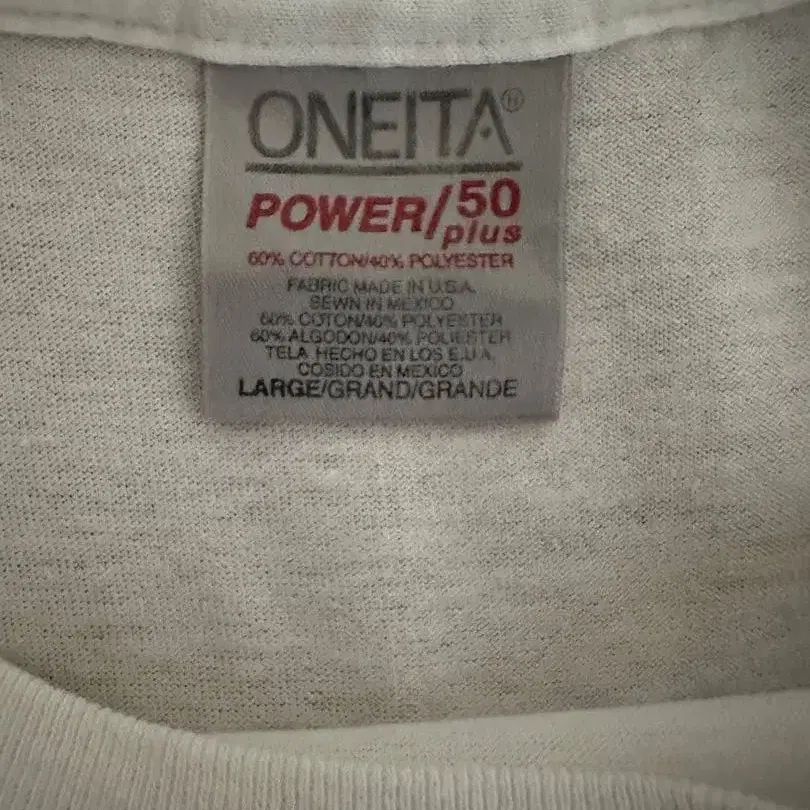 ONEITA®
POWER/50
plus
60% COTTON/40% POLYESTER
FABRIC MADE IN U.S.A.
SEWN IN MEXICO
60% COTON/40% POLYESTER
60% ALGODON/40% POLIESTER
TELA HECHO EN LOS E.U.A.
COSIDO EN MEXICO
LARGE/GRAND/GRANDE